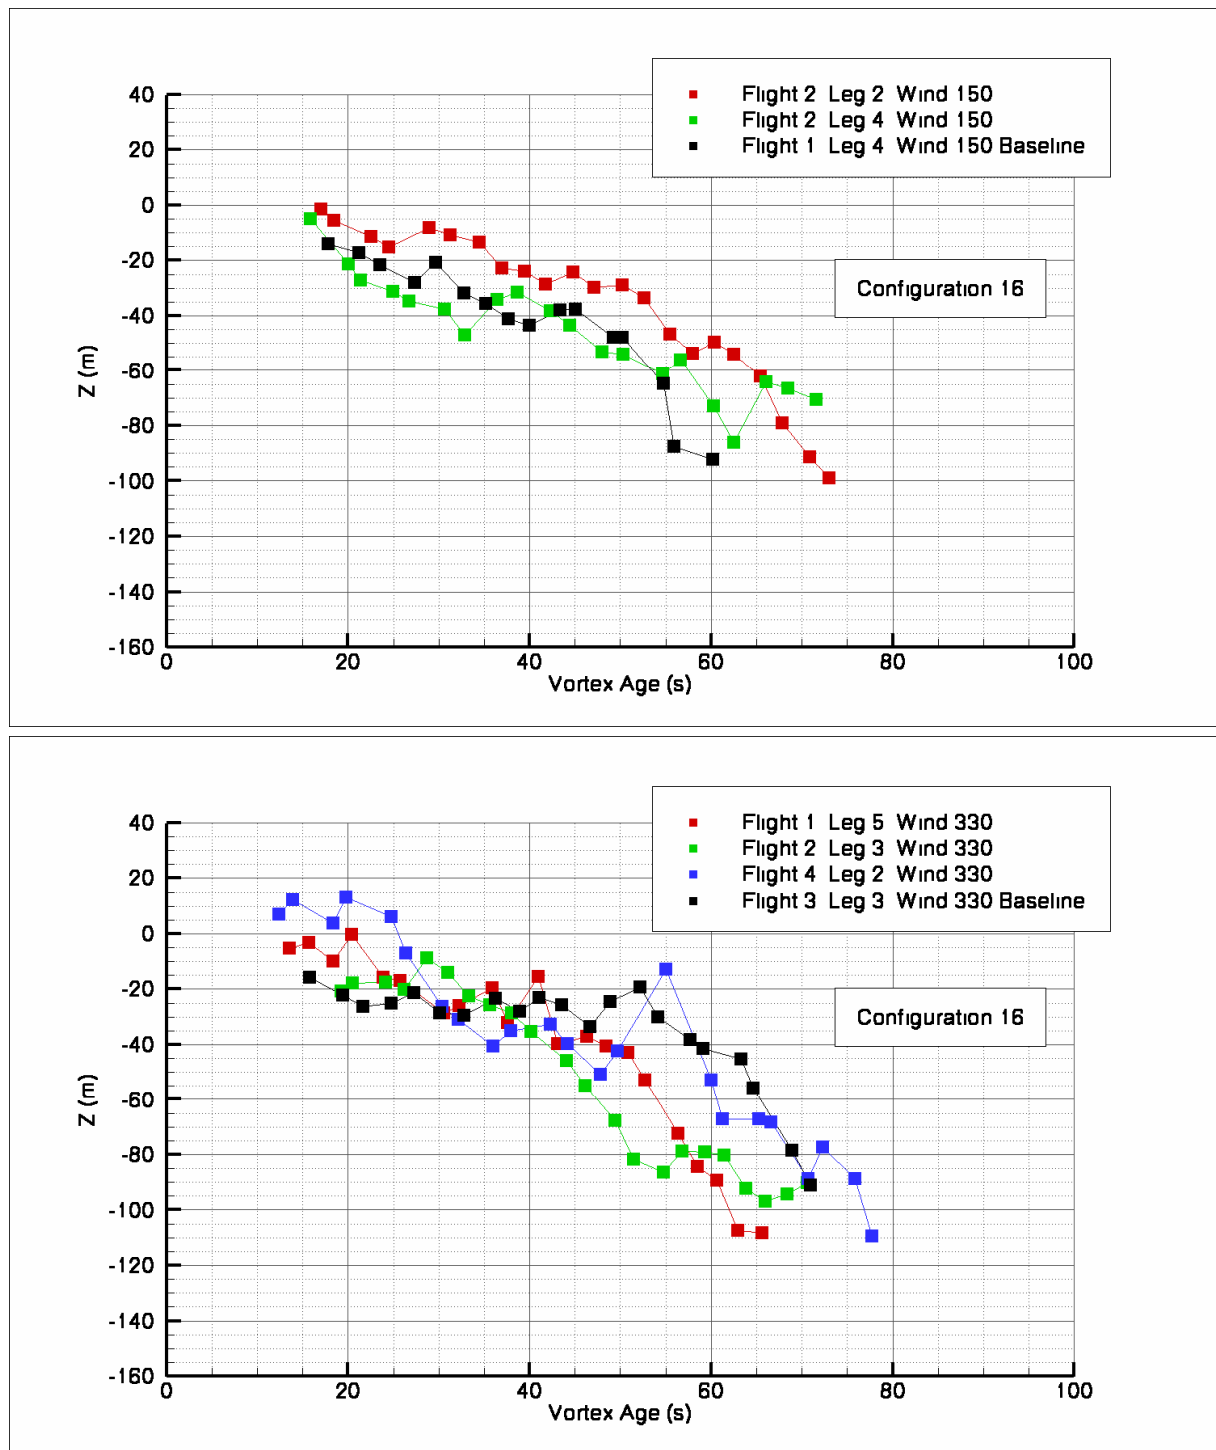 Flight 2 Leg 2 Wind 150
Flight 2 Leg 4 Wind 150
Flight 1 Leg 4 Wind 150 Baseline
40
20
0
-20
-40
-60
-80
-100
-120
-140
-160
Z (m)
Configuration 16
0 20 40 60 80 100
Vortex Age (s)
Flight 1 Leg 5 Wind 330
Flight 2 Leg 3 Wind 330
Flight 4 Leg 2 Wind 330
Flight 3 Leg 3 Wind 330 Baseline
40
20
0
-20
-40
-60
-80
-100
-120
-140
-160
Z (m)
Configuration 16
0 20 40 60 80 100
Vortex Age (s)